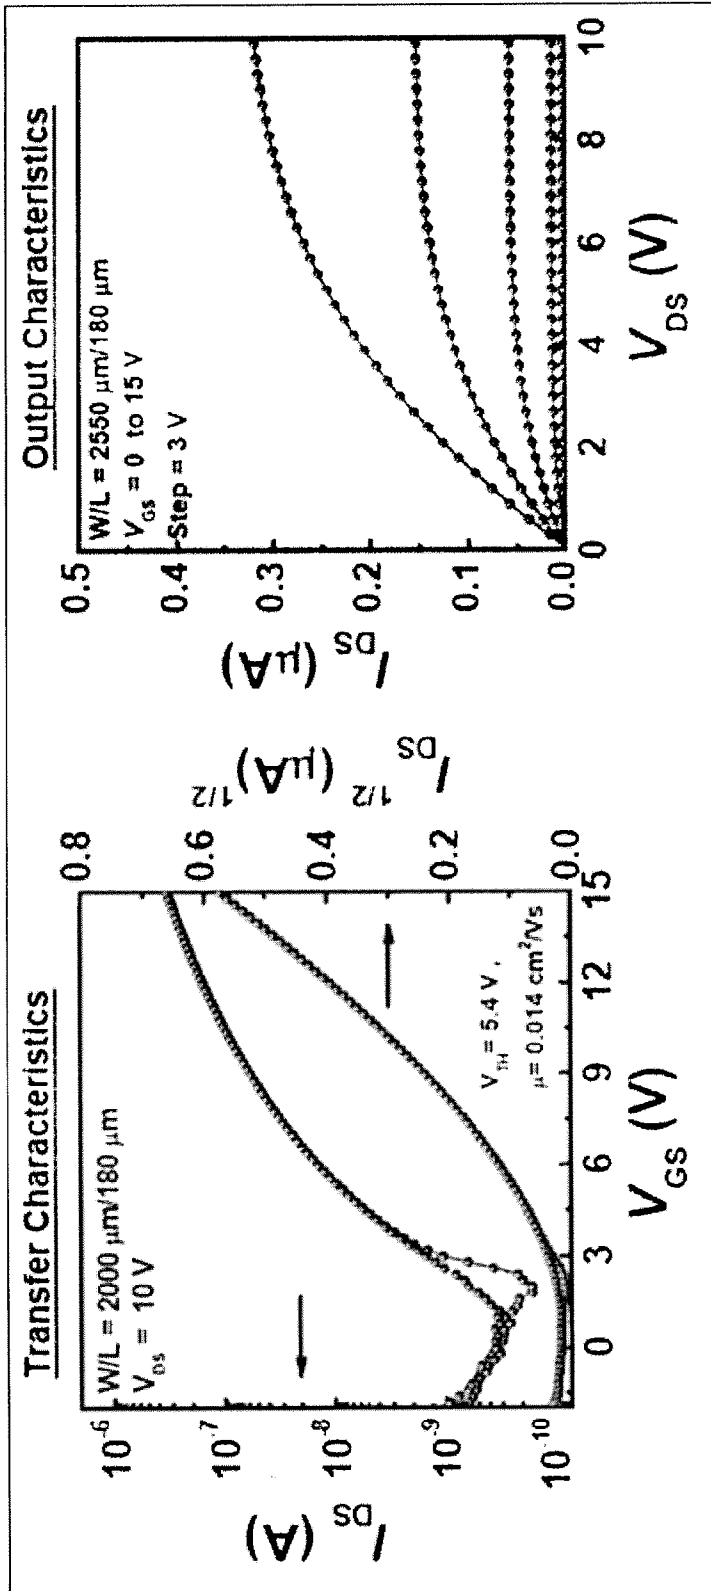 Transfer Characteristics
W/L = 2000 μm/180 μm
V_DS = 10 V
10^-6
10^-7
10^-8
10^-9
10^-10
I_DS (A)
0.8
0.6
0.4
0.2
0.0
I_DS^1/2 (μA)^1/2
V_TH = 5.4 V,
μ= 0.014 cm²/Vs
0 3 6 9 12 15
V_GS (V)
Output Characteristics
W/L = 2550 μm/180 μm
V_GS = 0 to 15 V
Step = 3 V
0.5
0.4
0.3
0.2
0.1
0.0
I_DS (μA)
0 2 4 6 8 10
V_DS (V)